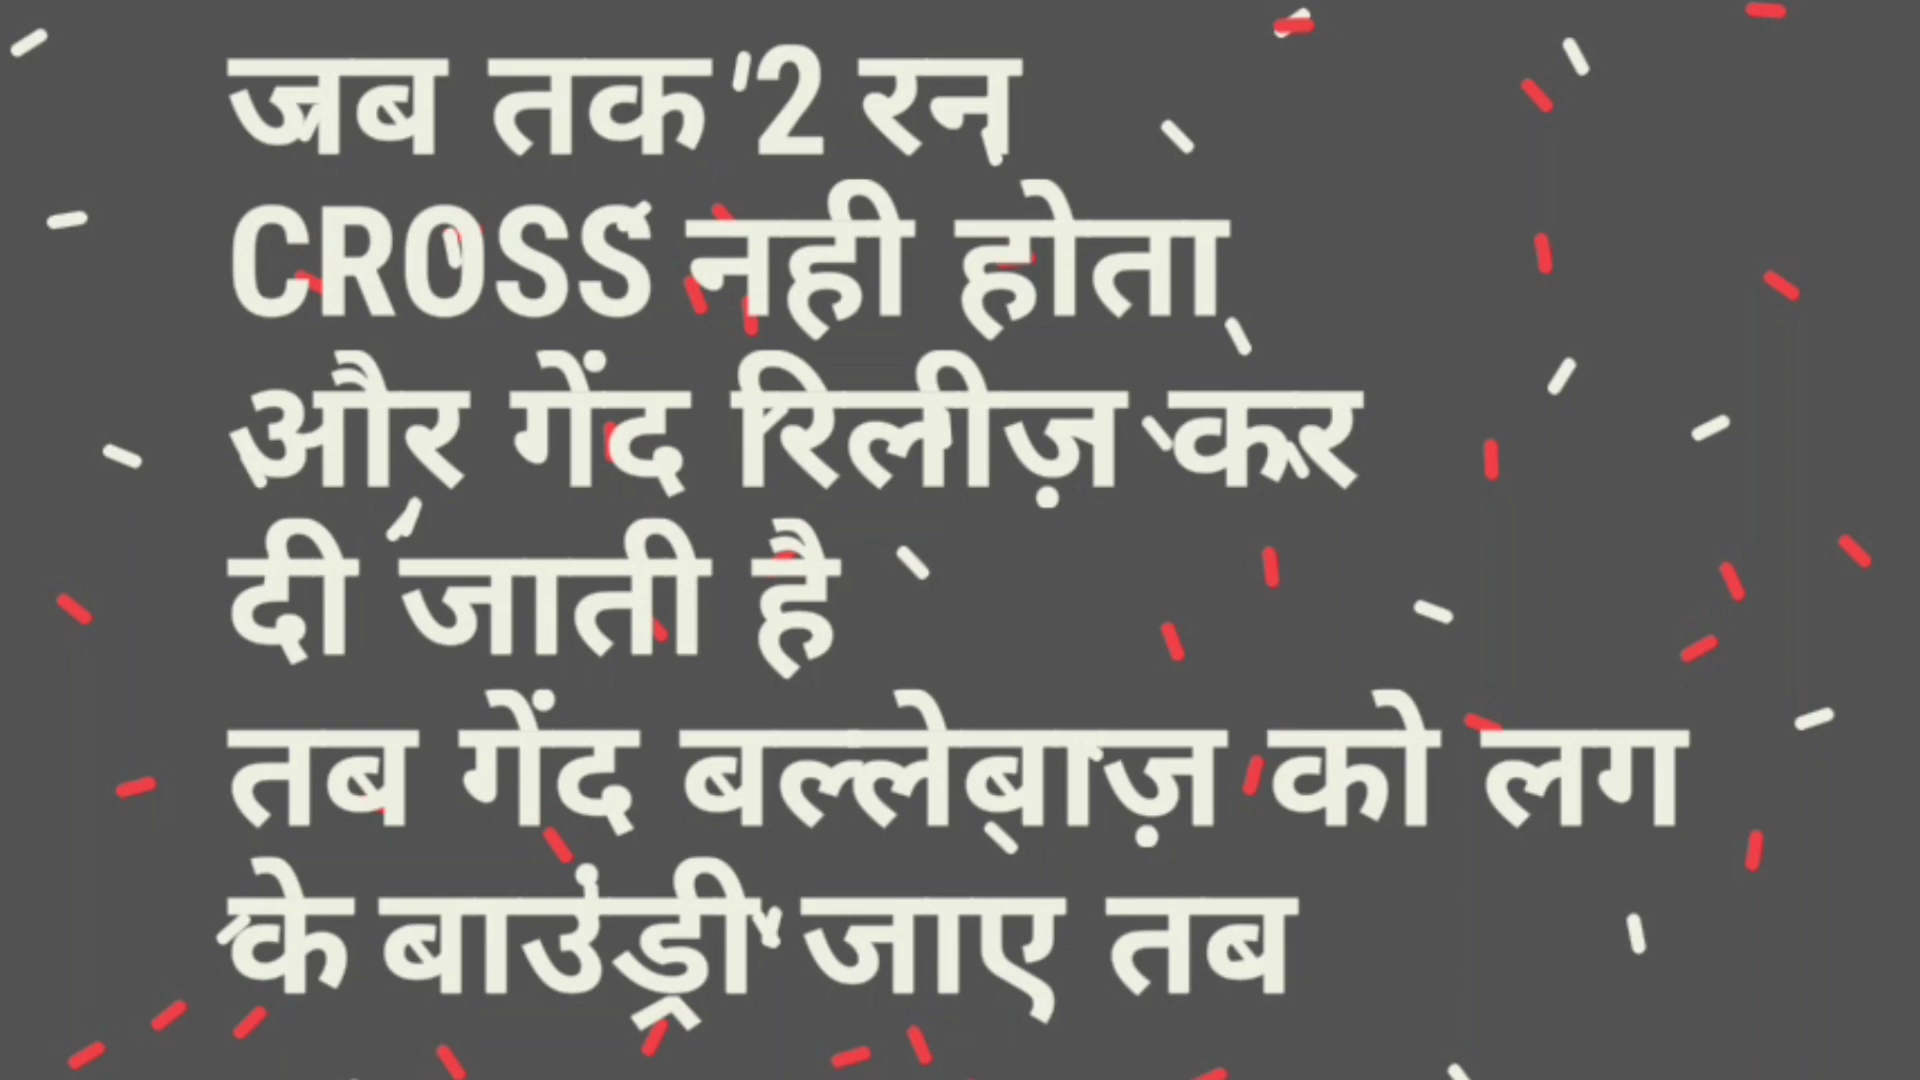 जब तक 2 रन
CROSS नही होता
और गेंद रिलीज़ कर
दी जाती है
तब गेंद बल्लेबाज़ को लग
के बाउंड्री जाए तब